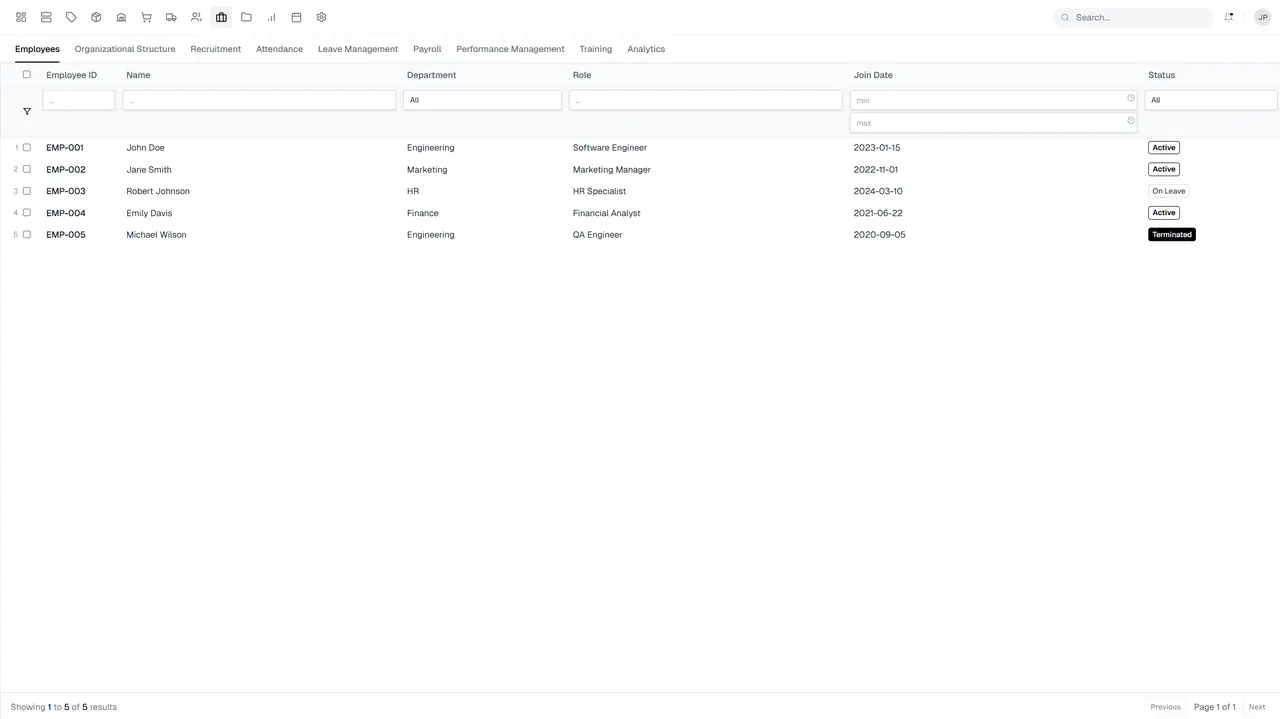 Search...
JP
Employees Organizational Structure Recruitment Attendance Leave Management Payroll Performance Management Training Analytics
Employee ID Name Department Role Join Date Status
... ... All ... min All
max
1 EMP-001 John Doe Engineering Software Engineer 2023-01-15 Active
2 EMP-002 Jane Smith Marketing Marketing Manager 2022-11-01 Active
3 EMP-003 Robert Johnson HR HR Specialist 2024-03-10 On Leave
4 EMP-004 Emily Davis Finance Financial Analyst 2021-06-22 Active
5 EMP-005 Michael Wilson Engineering QA Engineer 2020-09-05 Terminated
Showing 1 to 5 of 5 results Previous Page 1 of 1 Next